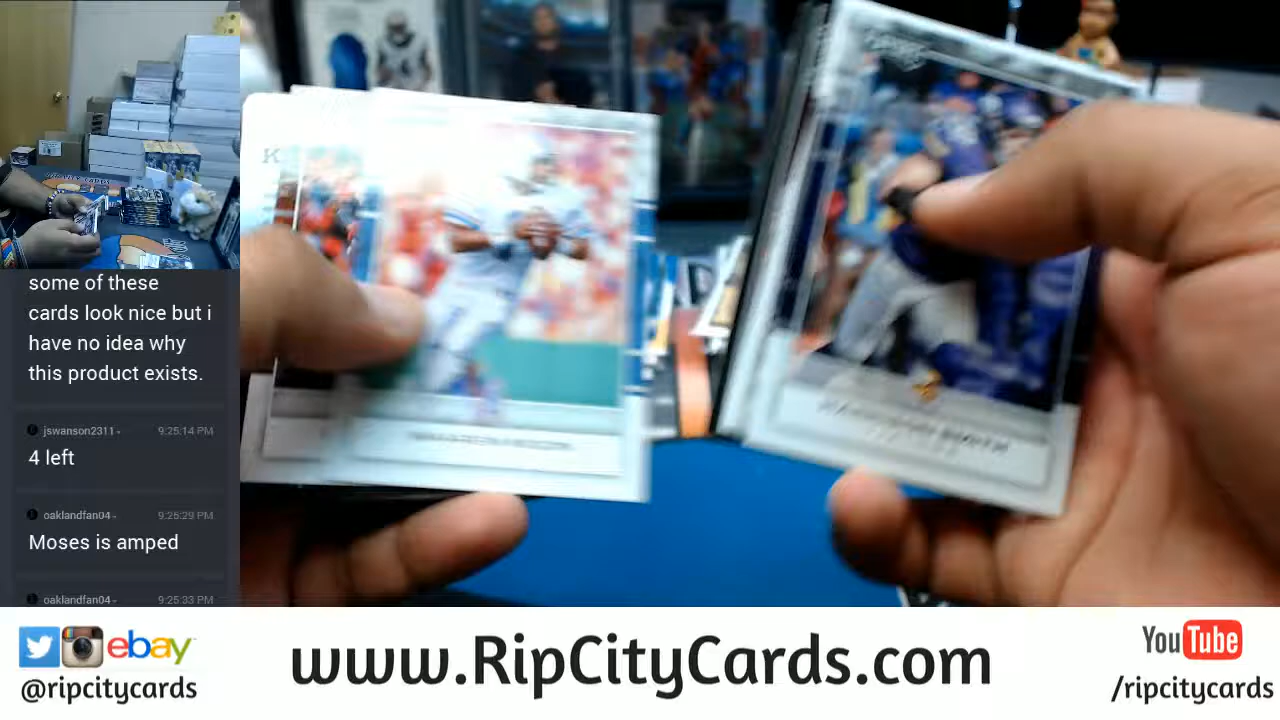 some of these
cards look nice but i
have no idea why
this product exists.
jswanson2311
9:25:14 PM
4 left
oaklandfan04
9:25:29 PM
Moses is amped
oaklandfan04
9:25:33 PM
ebay
@ripcitycards
www.RipCityCards.com
YouTube
/ripcitycards